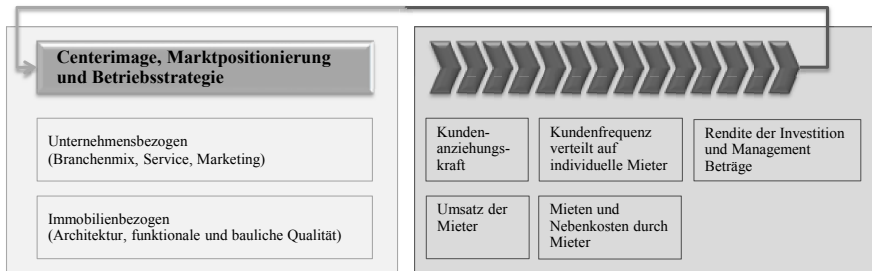 Centerimage, Marktpositionierung
und Betriebsstrategie
Unternehmensbezogen
(Branchenmix, Service, Marketing)
Immobilienbezogen
(Architektur, funktionale und bauliche Qualität)
Kunden-
anziehungs-
kraft
Kundenfrequenz
verteilt auf
individuelle Mieter
Rendite der Investition
und Management
Beträge
Umsatz der
Mieter
Mieten und
Nebenkosten durch
Mieter